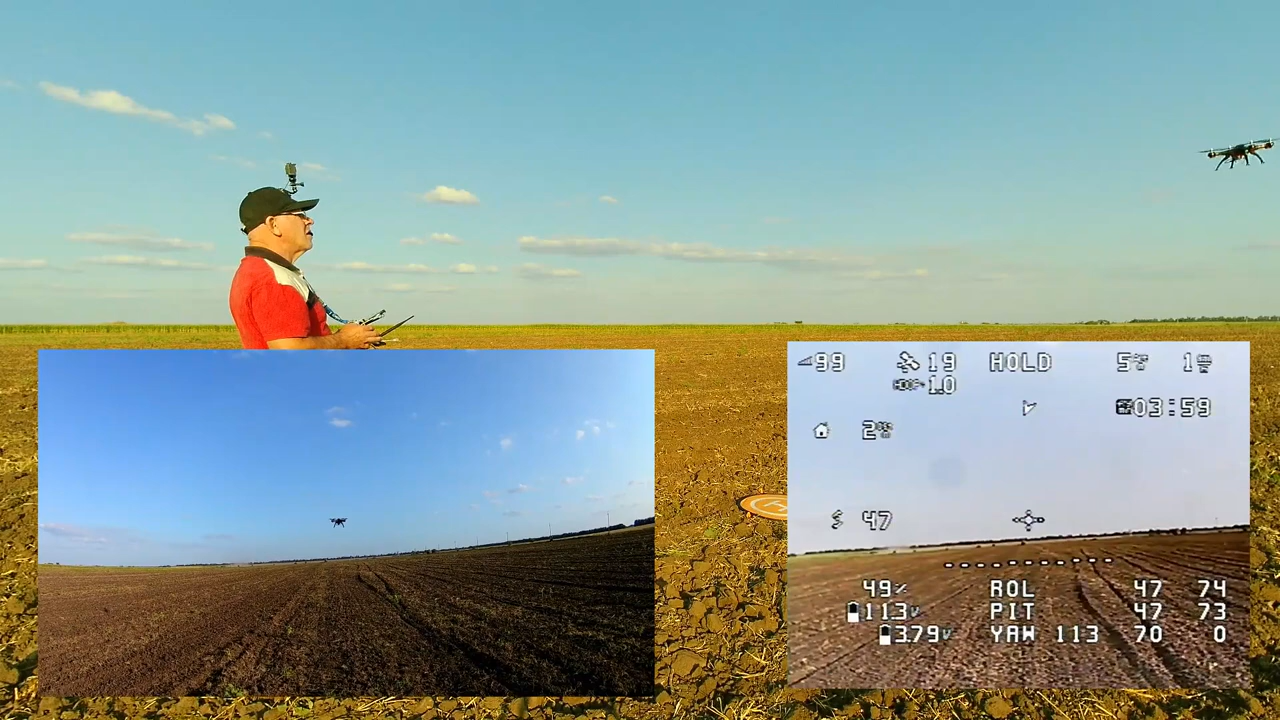 99 19 HOLD 5 1
HDOP 1.0
03:59
2
47
49% ROL 47 74
11.3V PIT 47 73
3.79V YAW 113 70 0
H